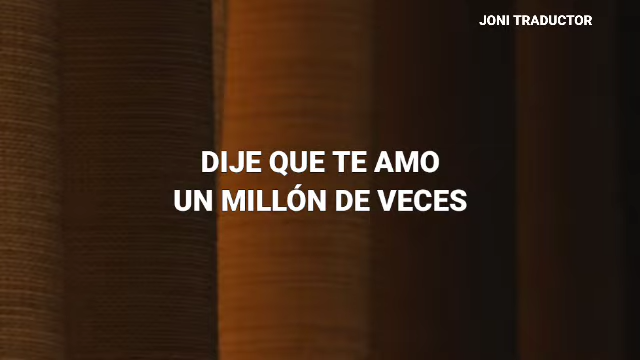 JONI TRADUCTOR
DIJE QUE TE AMO
UN MILLÓN DE VECES